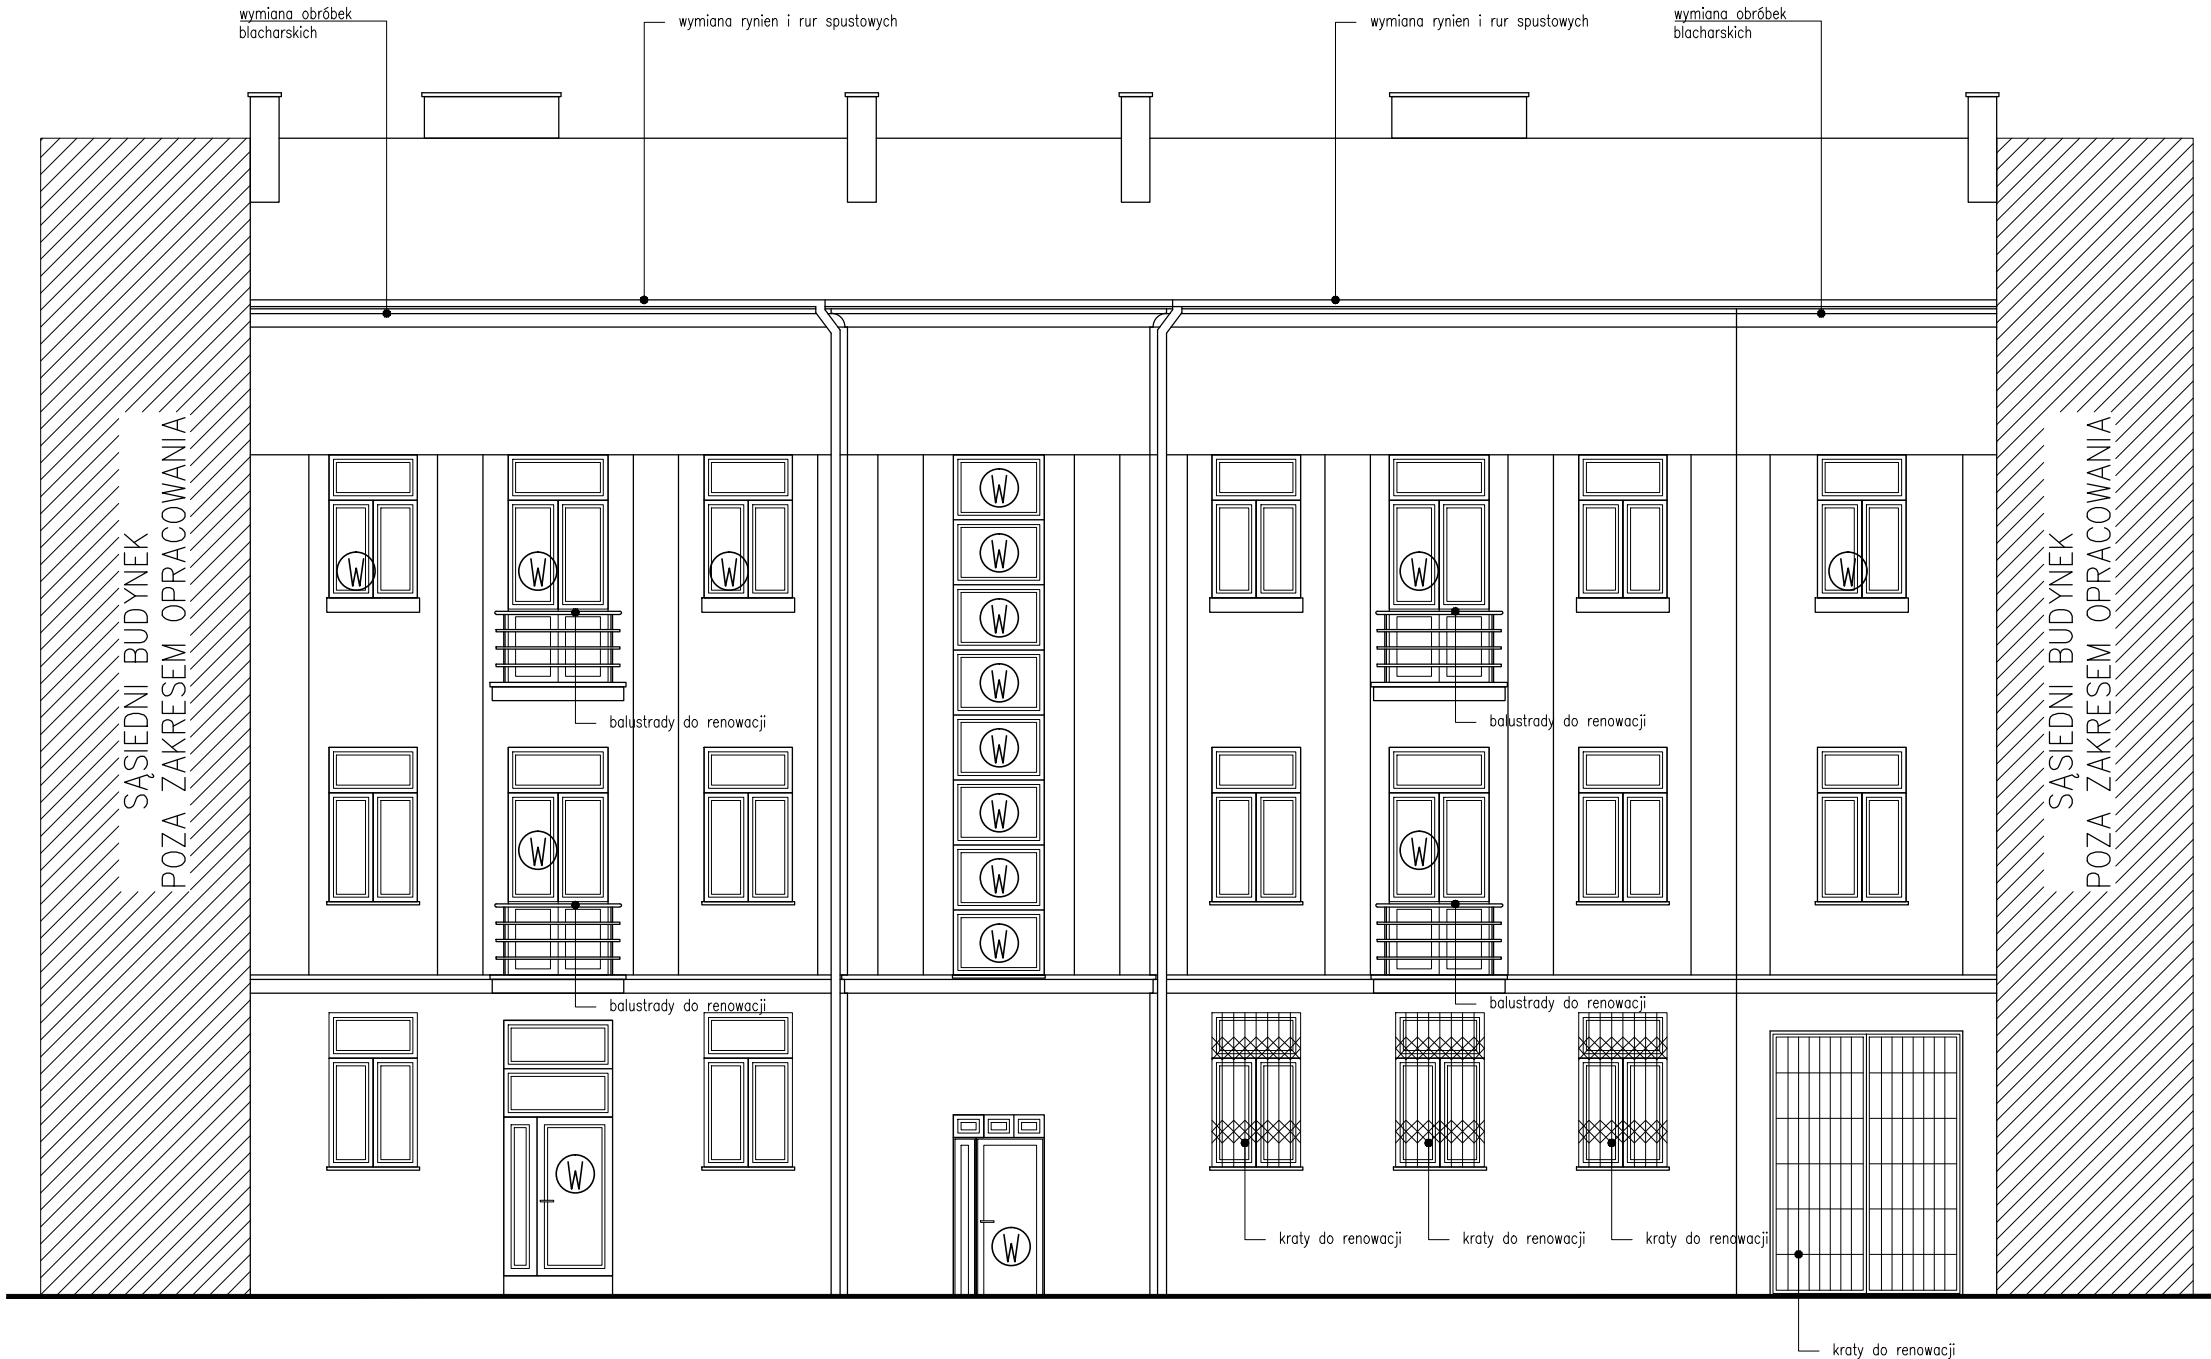 wymiana obróbek
blacharskich
wymiana rynien i rur spustowych
wymiana rynien i rur spustowych
wymiana obróbek
blacharskich
SĄSIEDNI BUDYNEK
POZA ZAKRESEM OPRACOWANIA
SĄSIEDNI BUDYNEK
POZA ZAKRESEM OPRACOWANIA
W
W
W
W
W
W
W
W
W
balustrady do renowacji
balustrady do renowacji
W
W
W
W
W
W
W
balustrady do renowacji
balustrady do renowacji
W
W
kraty do renowacji
kraty do renowacji
kraty do renowacji
kraty do renowacji